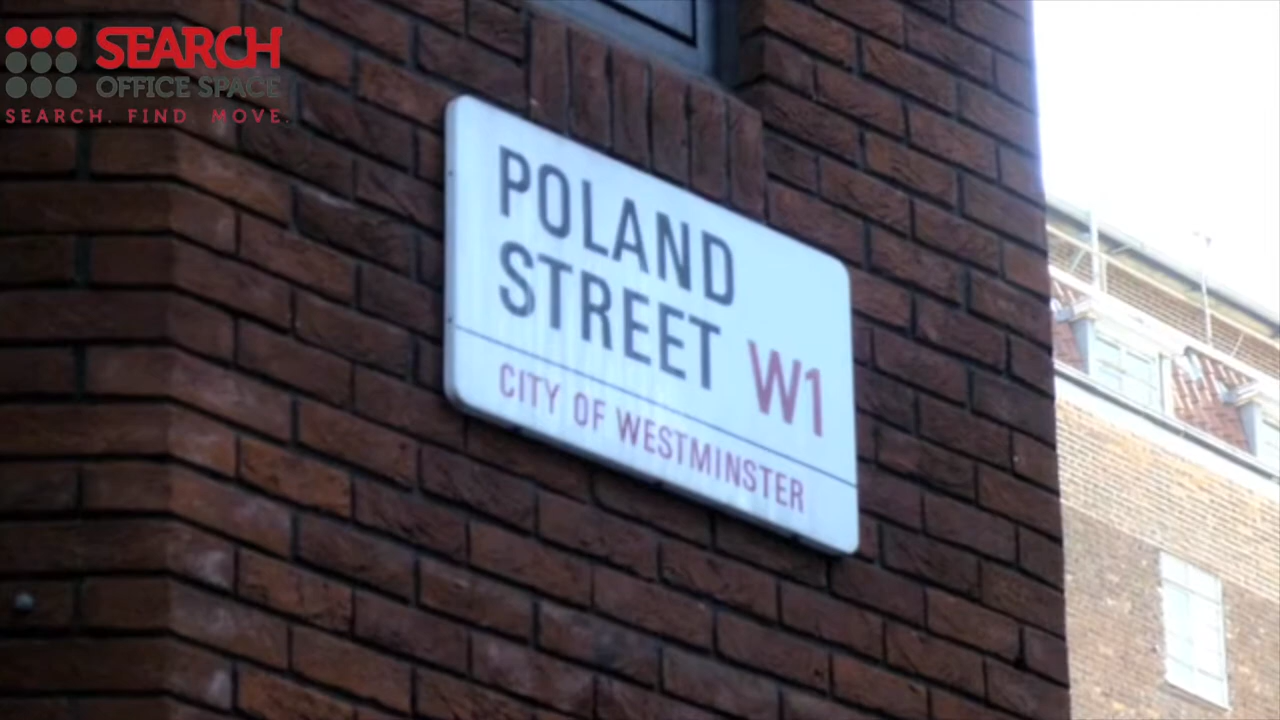 SEARCH
OFFICE SPACE
SEARCH. FIND MOVE.
POLAND
STREET W1
CITY OF WESTMINSTER